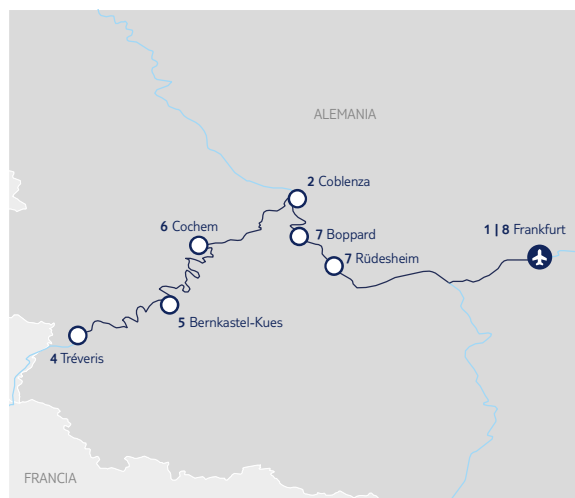 ALEMANIA
2 Coblenza
6 Cochem
7 Boppard
1 | 8 Frankfurt
7 Rüdesheim
5 Bernkastel-Kues
4 Tréveris
FRANCIA